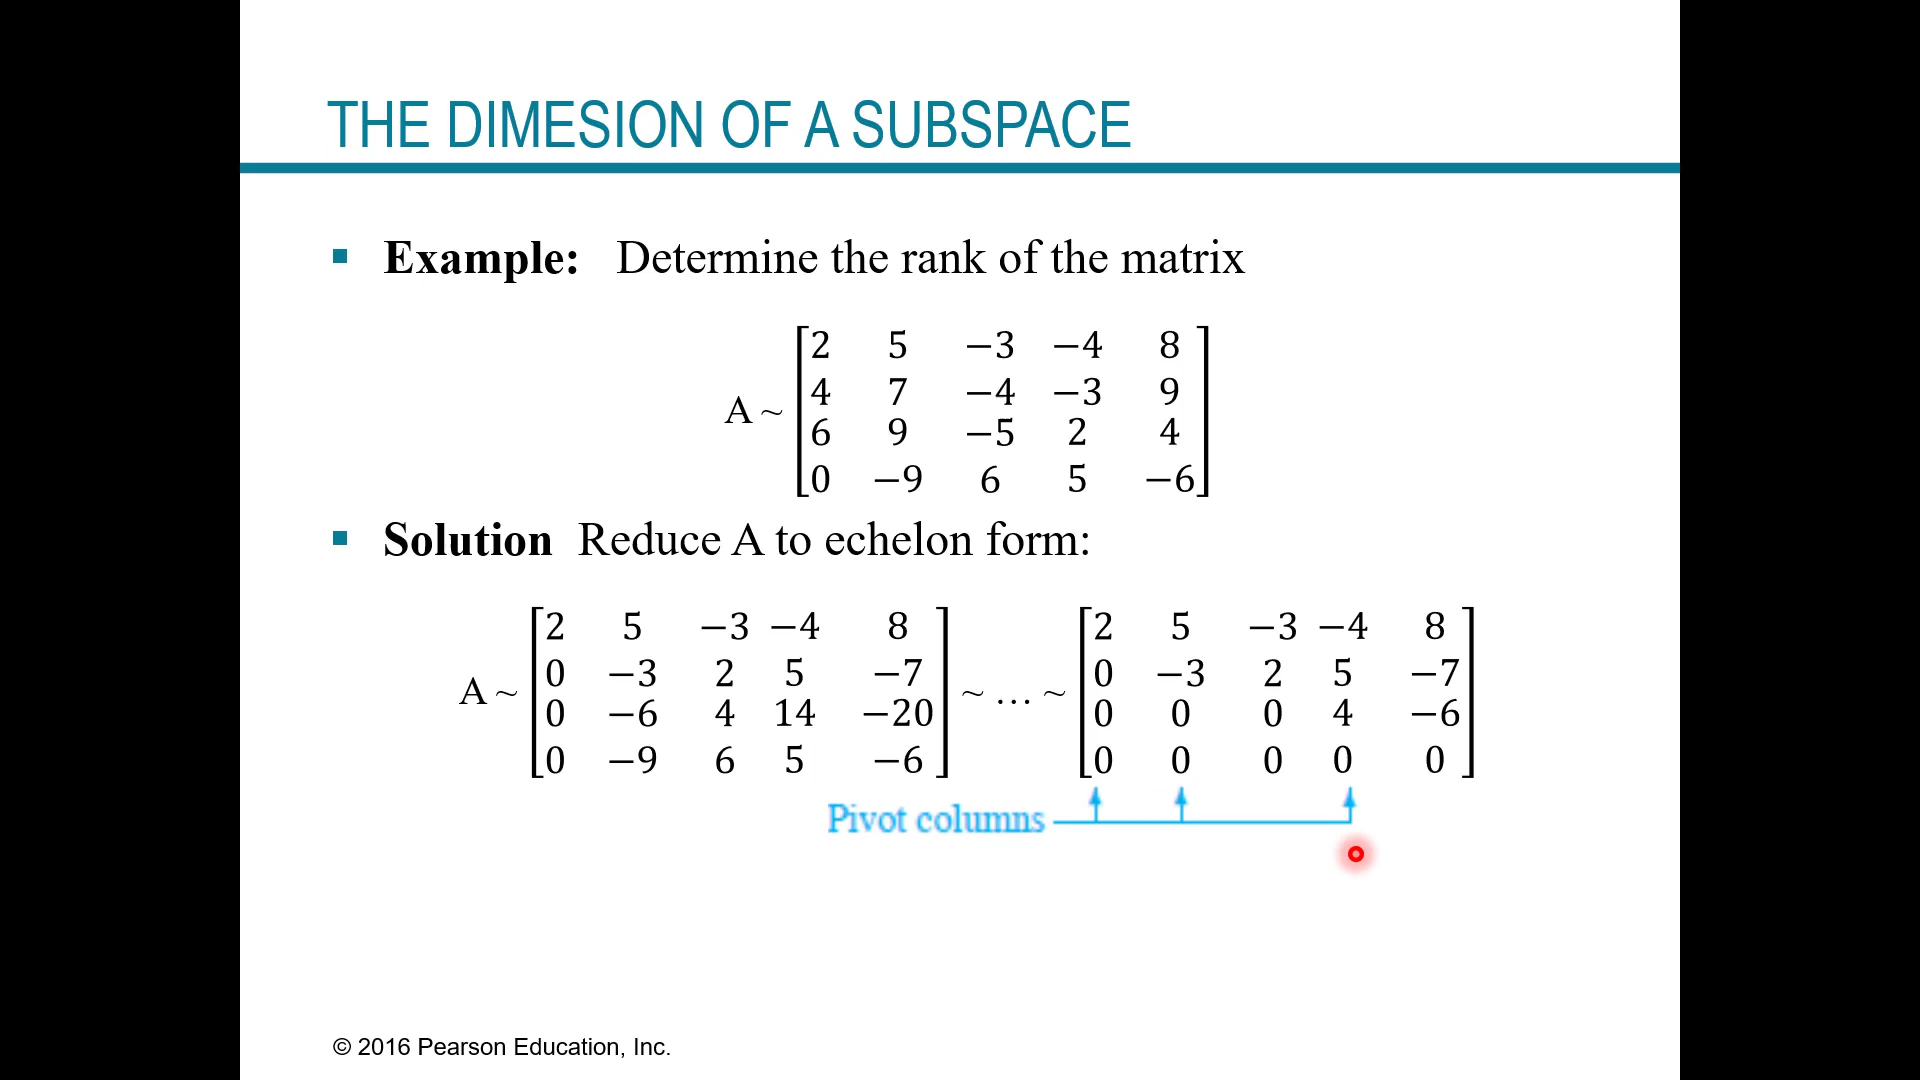 THE DIMESION OF A SUBSPACE
▪ Example: Determine the rank of the matrix
A ~
2 5 −3 −4 8
4 7 −4 −3 9
6 9 −5 2 4
0 −9 6 5 −6
▪ Solution Reduce A to echelon form:
A ~
2 5 −3 −4 8
0 −3 2 5 −7
0 −6 4 14 −20
0 −9 6 5 −6
~ … ~
2 5 −3 −4 8
0 −3 2 5 −7
0 0 0 4 −6
0 0 0 0 0
Pivot columns
© 2016 Pearson Education, Inc.